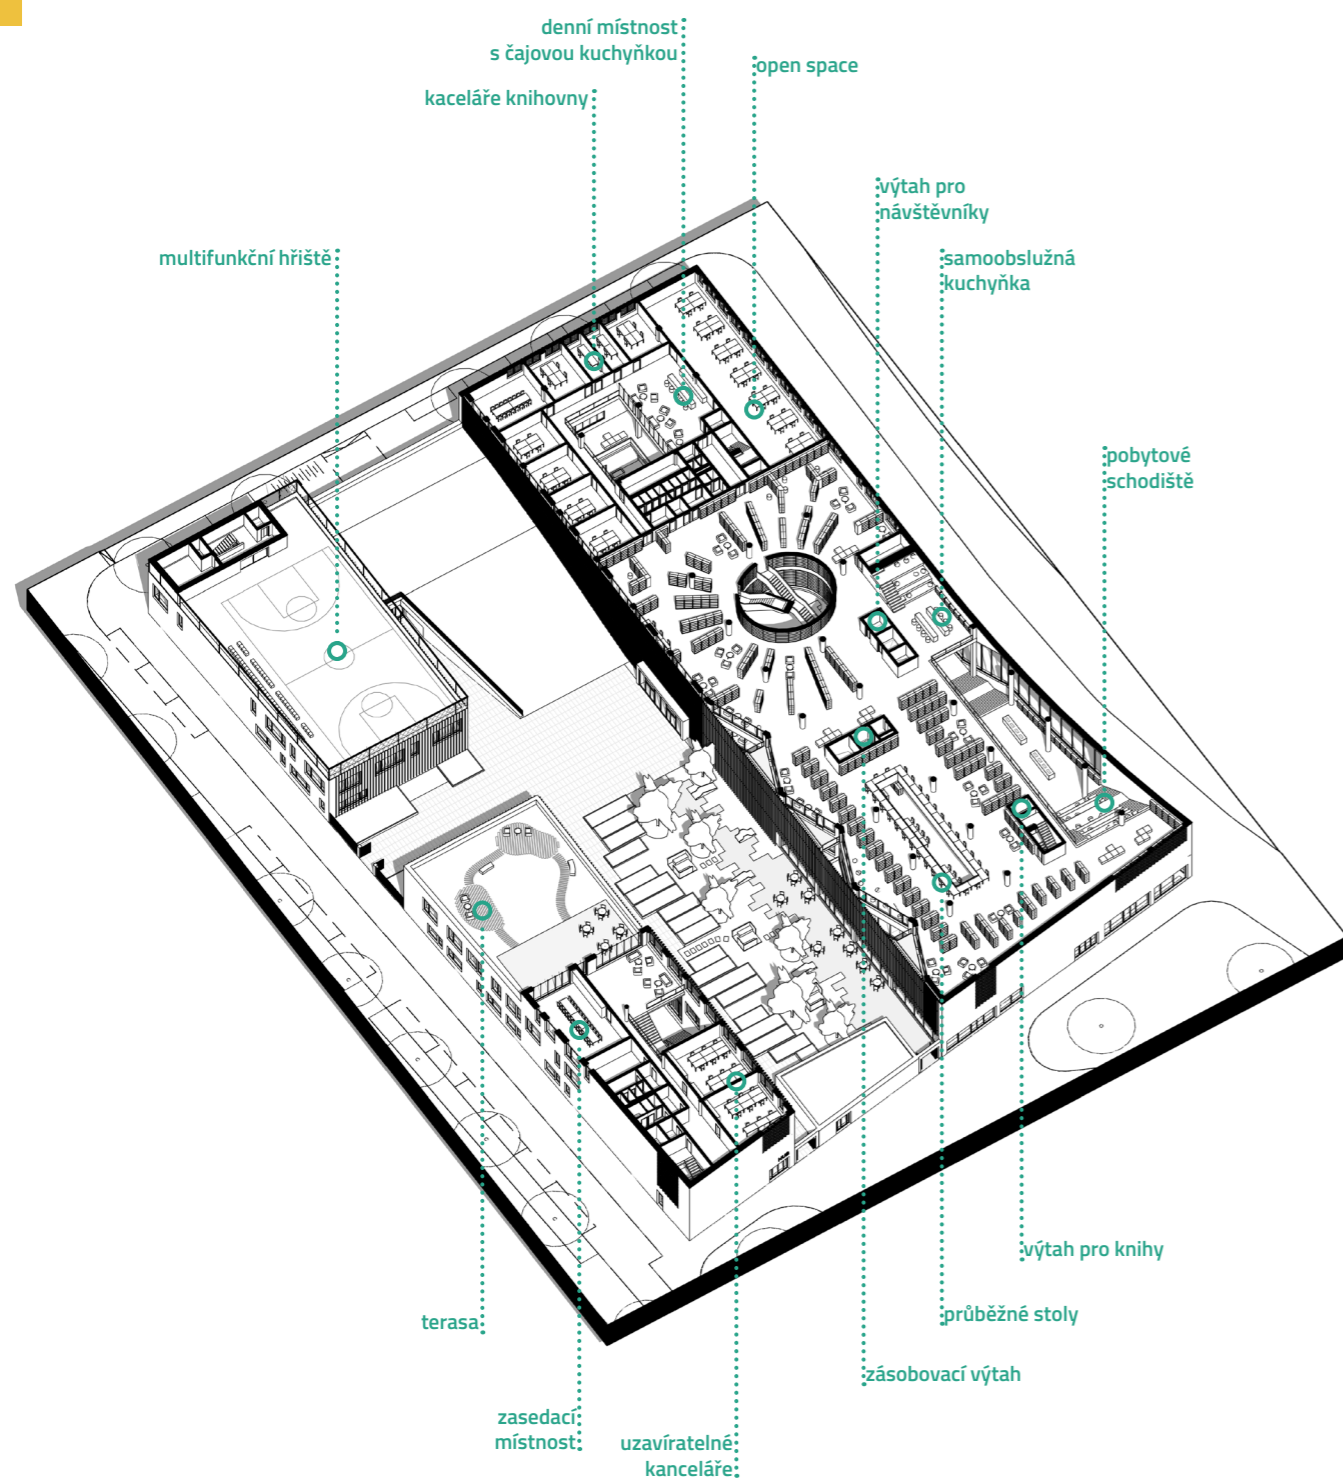 denní místnost
s čajovou kuchyňkou
open space
kaceláře knihovny
výtah pro
návštěvníky
multifunkční hřiště
samoobslužná
kuchyňka
pobytové
schodiště
výtah pro knihy
průběžné stoly
terasa
zásobovací výtah
zasedací
místnost
uzavíratelné
kanceláře